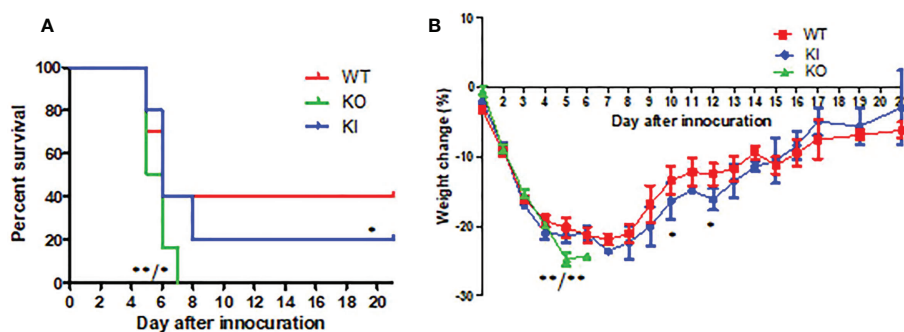 A
WT
KO
KI
Percent survival
100
80
60
40
20
0
**/*
*
0 2 4 6 8 10 12 14 16 18 20
Day after innocuration
B
WT
KI
KO
Weight change (%)
0
-10
-20
-30
2 3 4 5 6 7 8 9 10 11 12 13 14 15 16 17 18 19 20 21
Day after innocuration
*
*
**/**